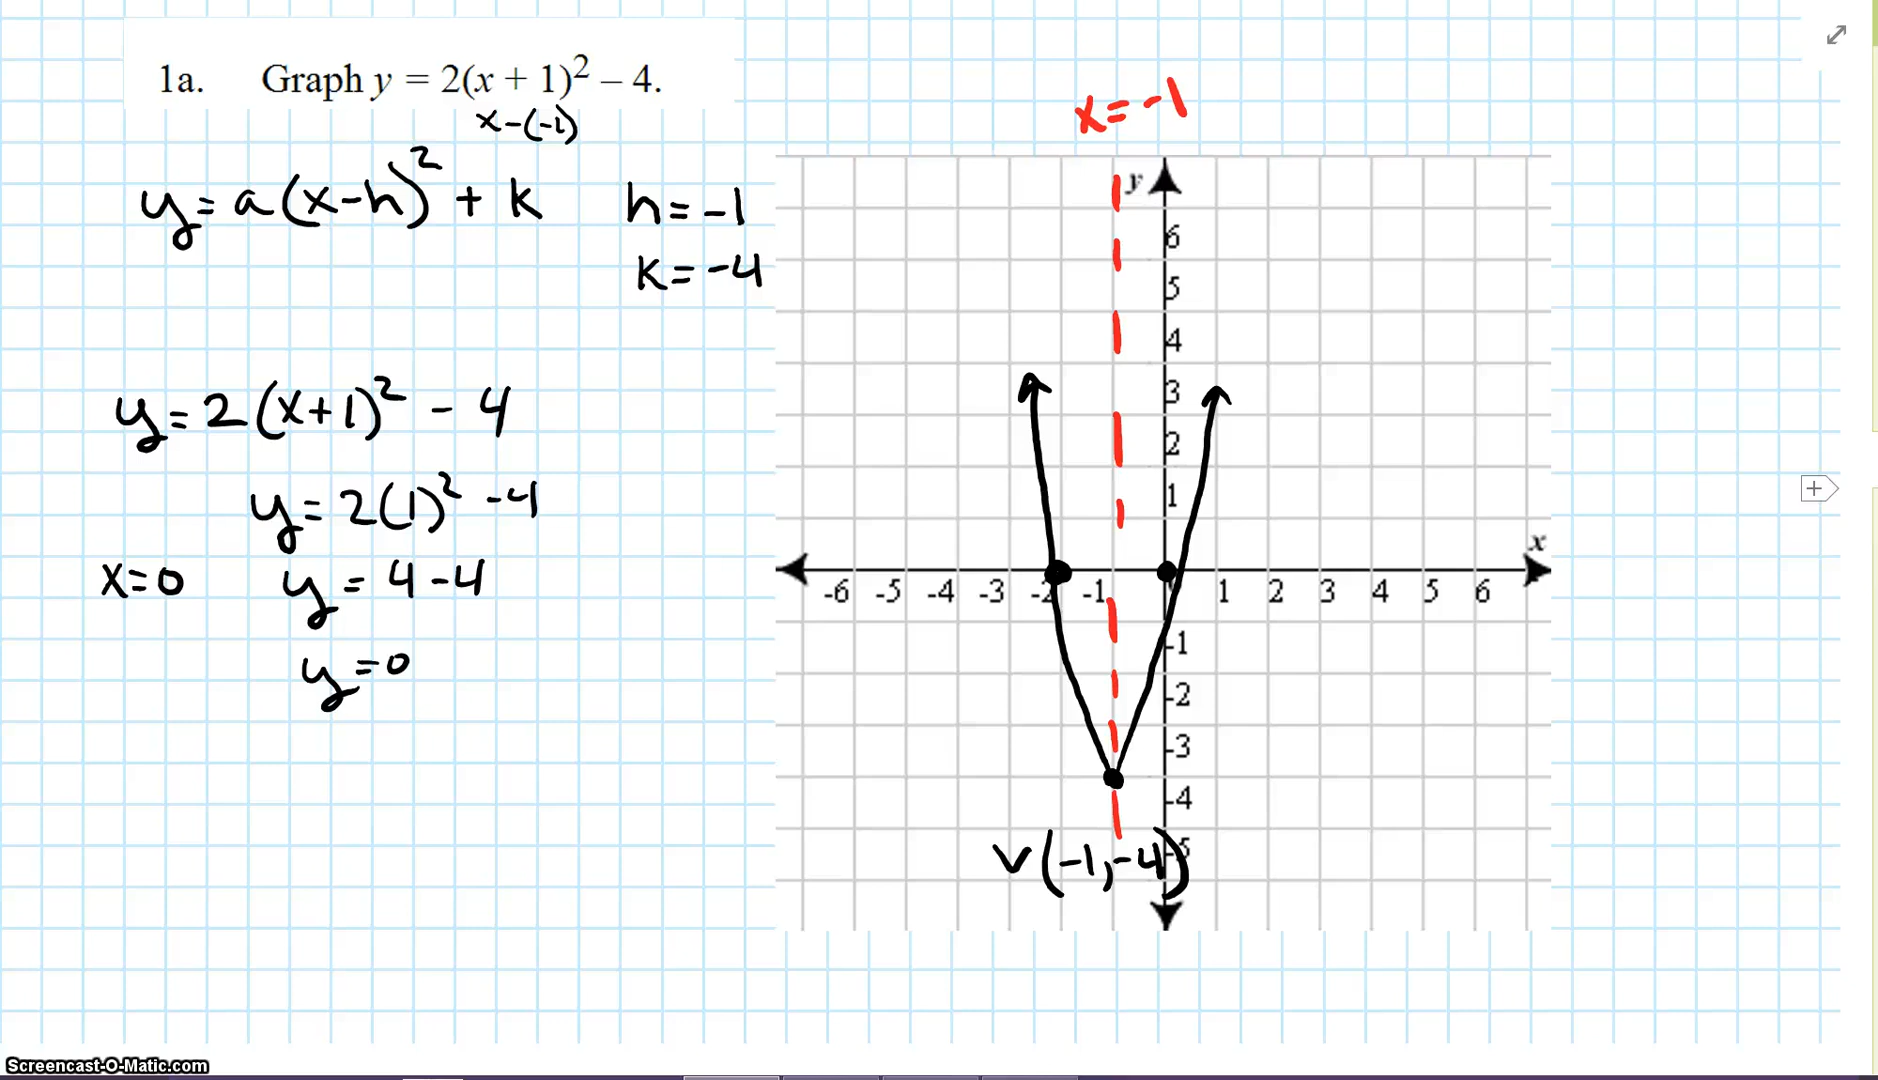 1a. Graph y = 2(x + 1)² – 4.
x-(-1)
y=a(x-h)²+k
h=-1
k=-4
y=2(x+1)²-4
y=2(1)²-4
x=0 y=4-4
y=0
x=-1
y
6
5
4
3
2
1
x
-6 -5 -4 -3 -2 -1 1 2 3 4 5 6
-1
-2
-3
-4
-5
V(-1,-4)
Screencast-O-Matic.com